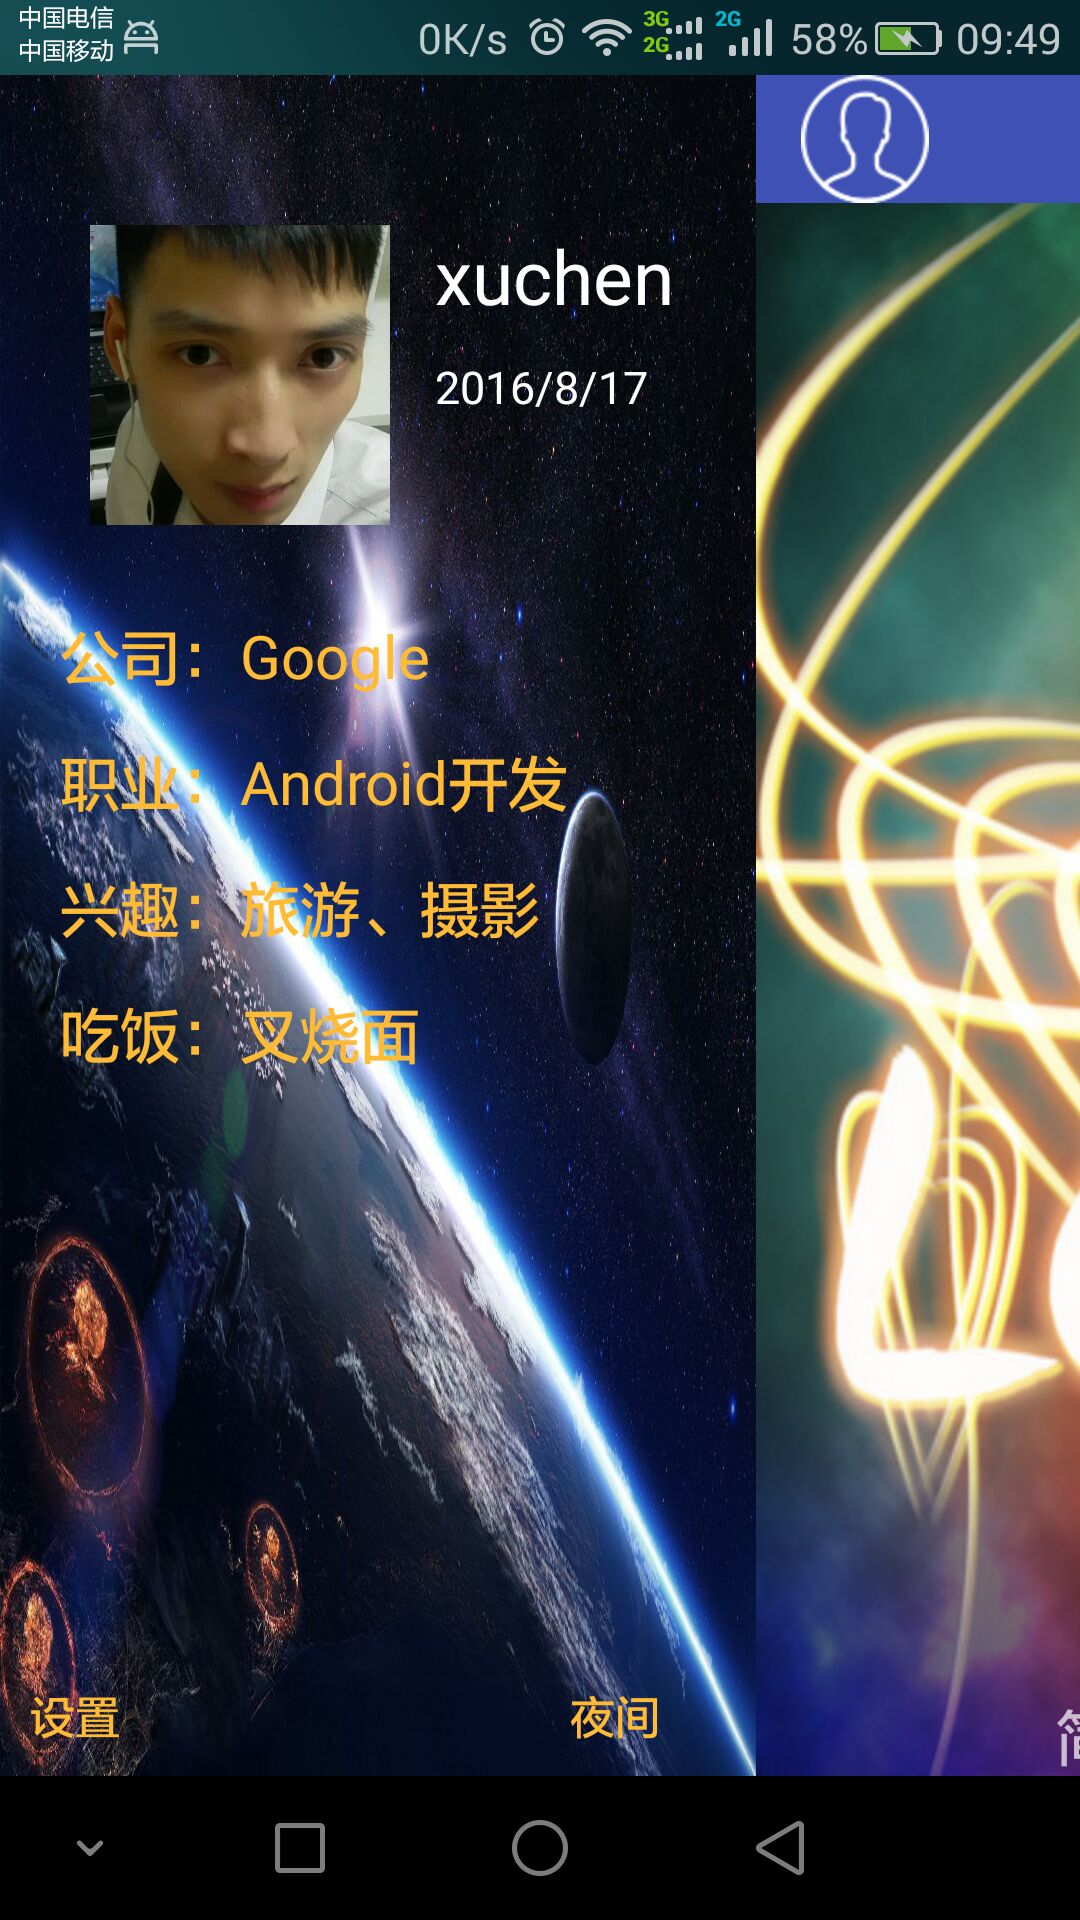 中国电信
中国移动
0K/s 3G 2G 2G 58% 09:49
xuchen
2016/8/17
公司：Google
职业：Android开发
兴趣：旅游、摄影
吃饭：叉烧面
设置 夜间